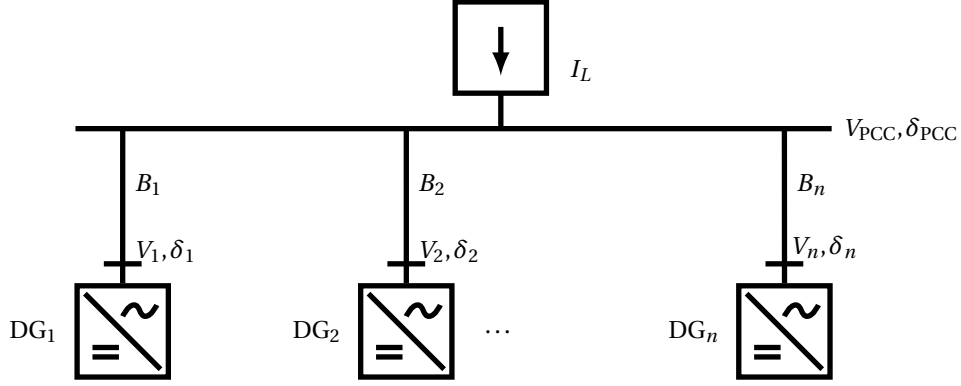 I_L
V_PCC, δ_PCC
B_1
B_2
B_n
V_1, δ_1
V_2, δ_2
V_n, δ_n
DG_1
DG_2
...
DG_n